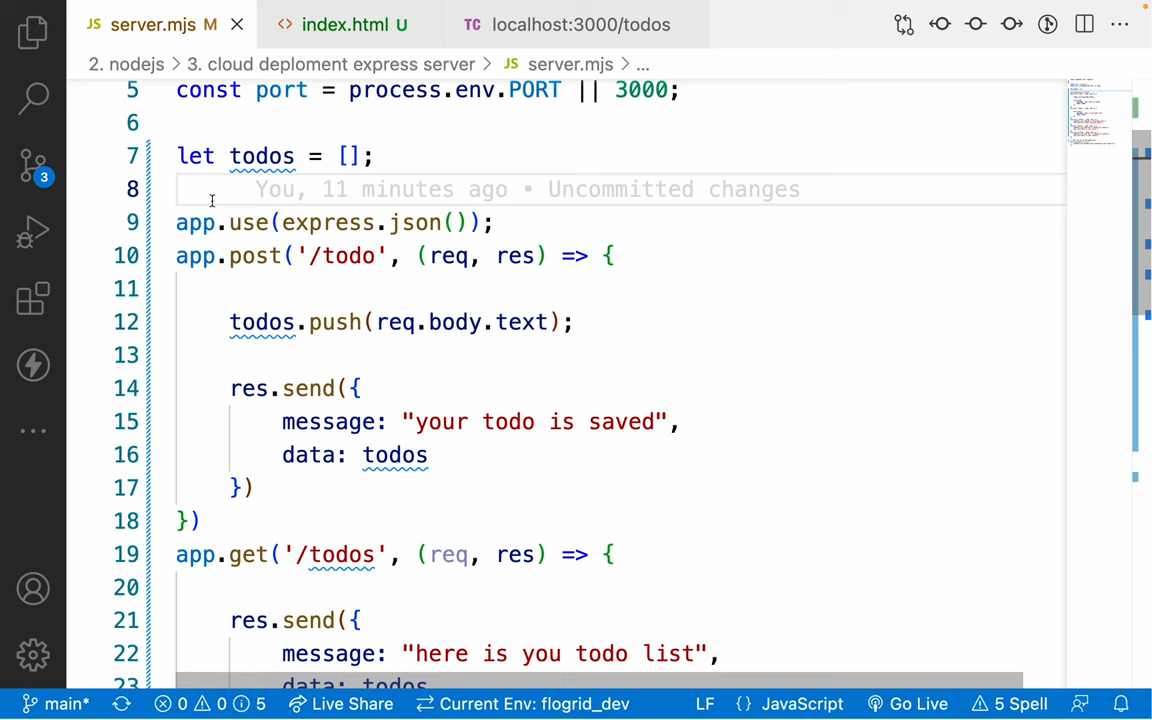 JS server.mjs M
<> index.html U
TC localhost:3000/todos
2. nodejs > 3. cloud deploment express server > JS server.mjs > ...
5 const port = process.env.PORT || 3000;
6
7 let todos = [];
8 You, 11 minutes ago • Uncommitted changes
9 app.use(express.json());
10 app.post('/todo', (req, res) => {
11
12 todos.push(req.body.text);
13
14 res.send({
15 message: "your todo is saved",
16 data: todos
17 })
18 })
19 app.get('/todos', (req, res) => {
20
21 res.send({
22 message: "here is you todo list",
23 data: todos
3
main* 0 0 5 Live Share Current Env: flogrid_dev LF {} JavaScript Go Live 5 Spell